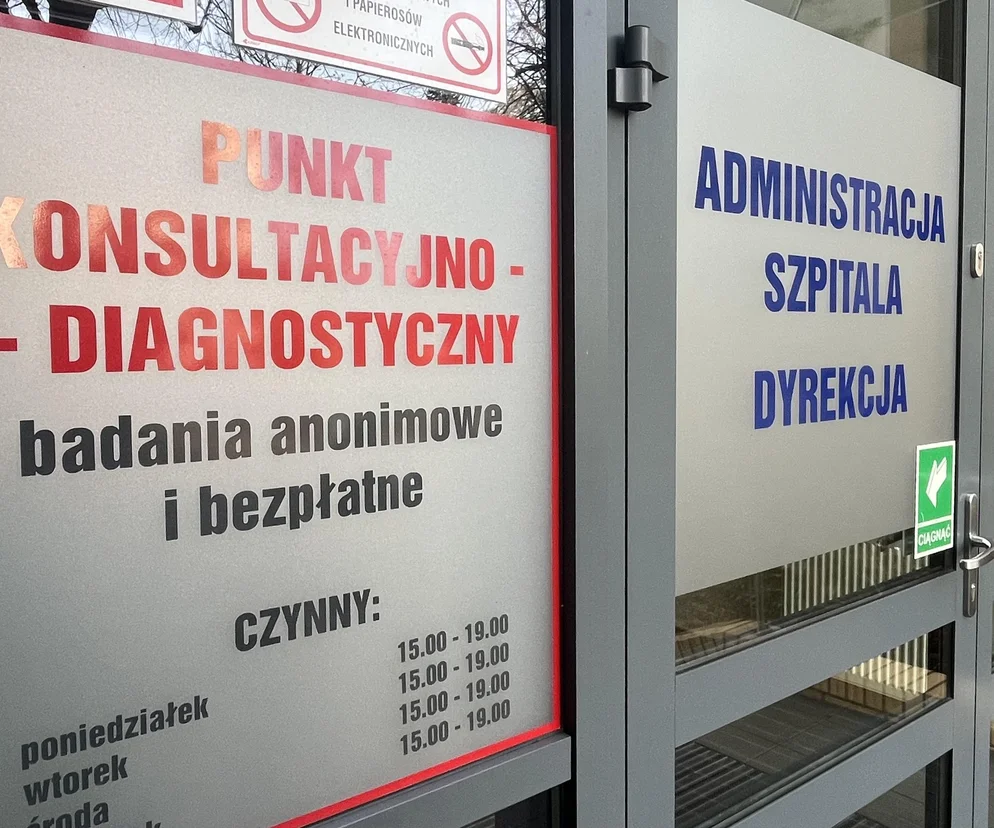 I PAPIEROSÓW
ELEKTRONICZNYCH
PUNKT
KONSULTACYJNO -
- DIAGNOSTYCZNY
badania anonimowe
i bezpłatne
CZYNNY:
poniedziałek 15.00 - 19.00
wtorek 15.00 - 19.00
środa 15.00 - 19.00
15.00 - 19.00
ADMINISTRACJA
SZPITALA
DYREKCJA
CIĄGNĄĆ